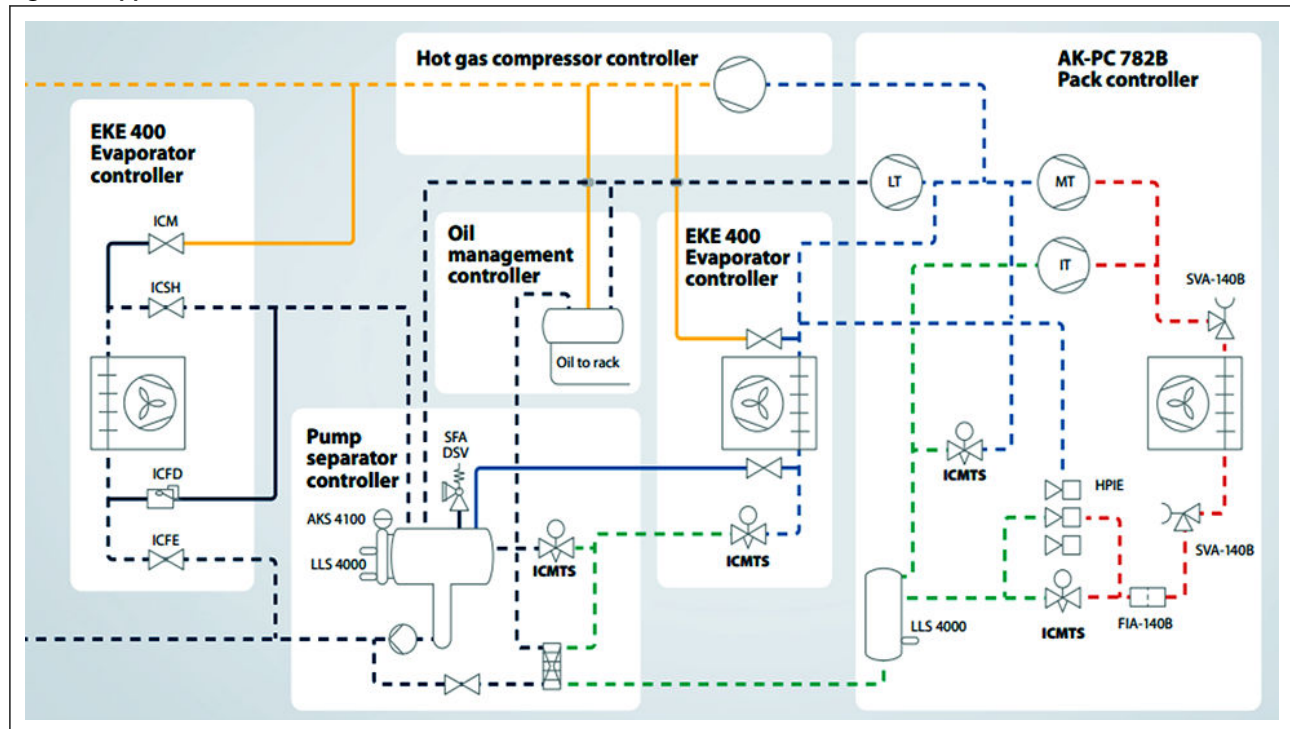 Hot gas compressor controller
AK-PC 782B
Pack controller
EKE 400
Evaporator
controller
ICM
ICSH
ICFD
ICFE
LT
MT
IT
Oil
management
controller
Oil to rack
EKE 400
Evaporator
controller
SVA-140B
Pump
separator
controller
SFA
DSV
AKS 4100
LLS 4000
ICMTS
ICMTS
ICMTS
HPIE
SVA-140B
LLS 4000
ICMTS
FIA-140B